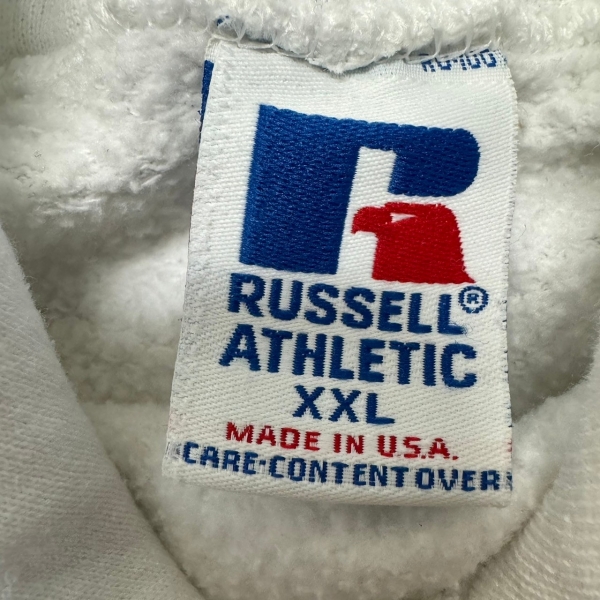 RUSSELL®
ATHLETIC
XXL
MADE IN U.S.A.
CARE·CONTENT OVER